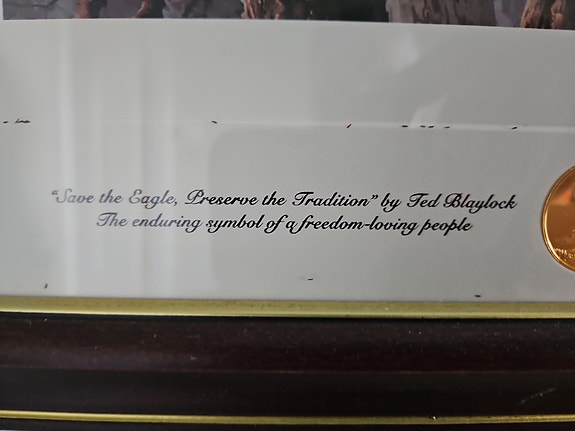 "Save the Eagle, Preserve the Tradition" by Ted Blaylock
The enduring symbol of a freedom-loving people